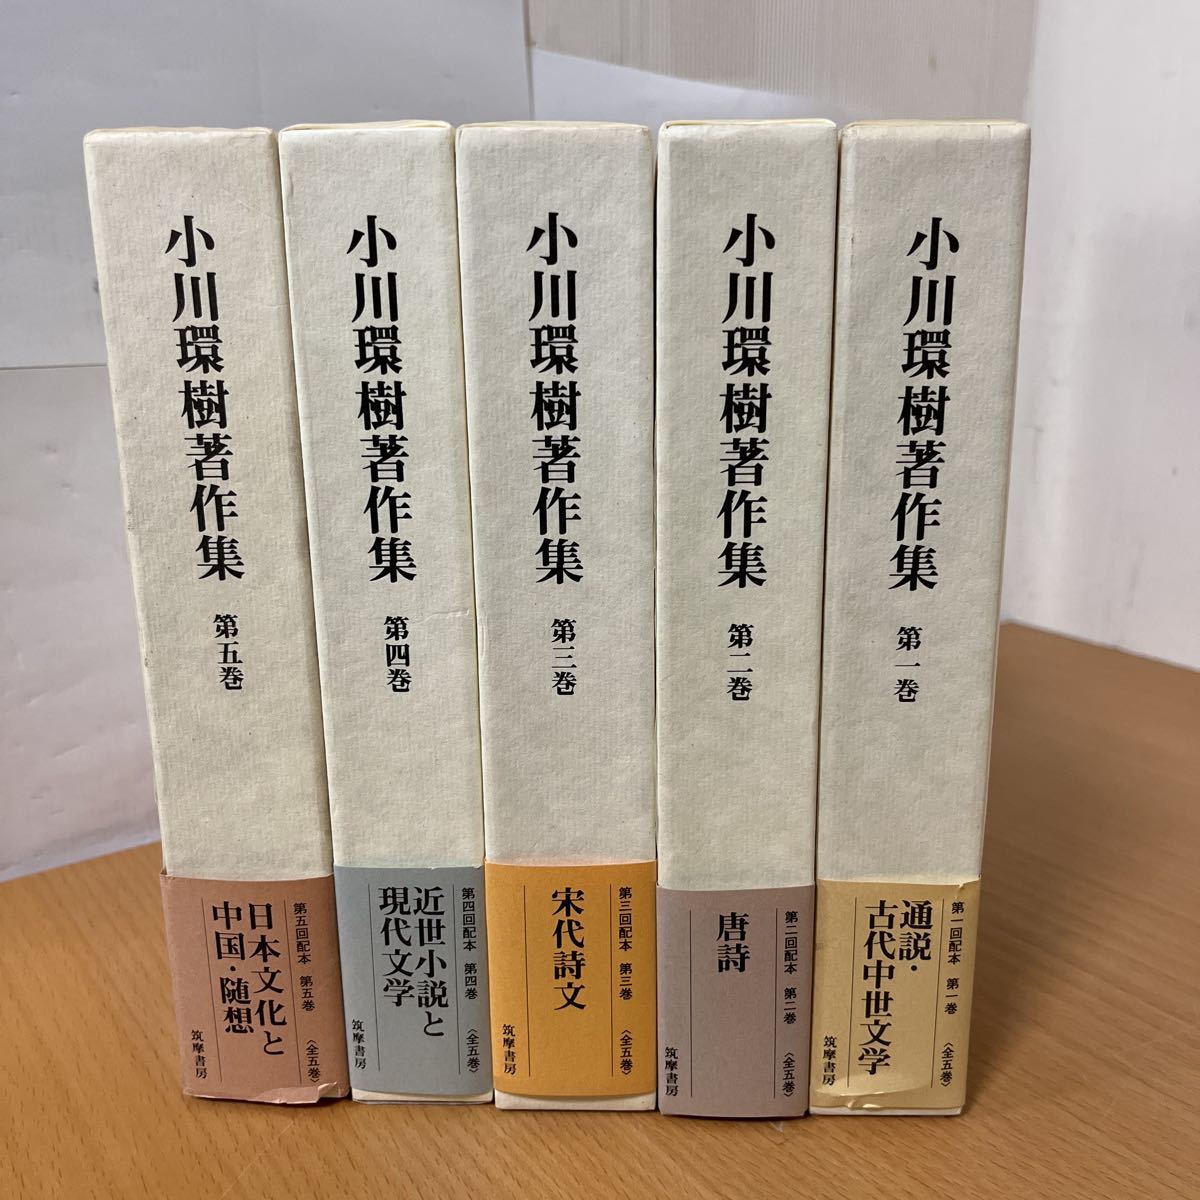 小川環樹著作集
第一巻
第一回配本 第一巻 〈全五巻〉
通説・
古代中世文学
筑摩書房
小川環樹著作集
第二巻
第二回配本 第二巻 〈全五巻〉
唐詩
筑摩書房
小川環樹著作集
第三巻
第三回配本 第三巻 〈全五巻〉
宋代詩文
筑摩書房
小川環樹著作集
第四巻
第四回配本 第四巻 〈全五巻〉
近世小説と
現代文学
筑摩書房
小川環樹著作集
第五巻
第五回配本 第五巻 〈全五巻〉
日本文化と
中国・随想
筑摩書房